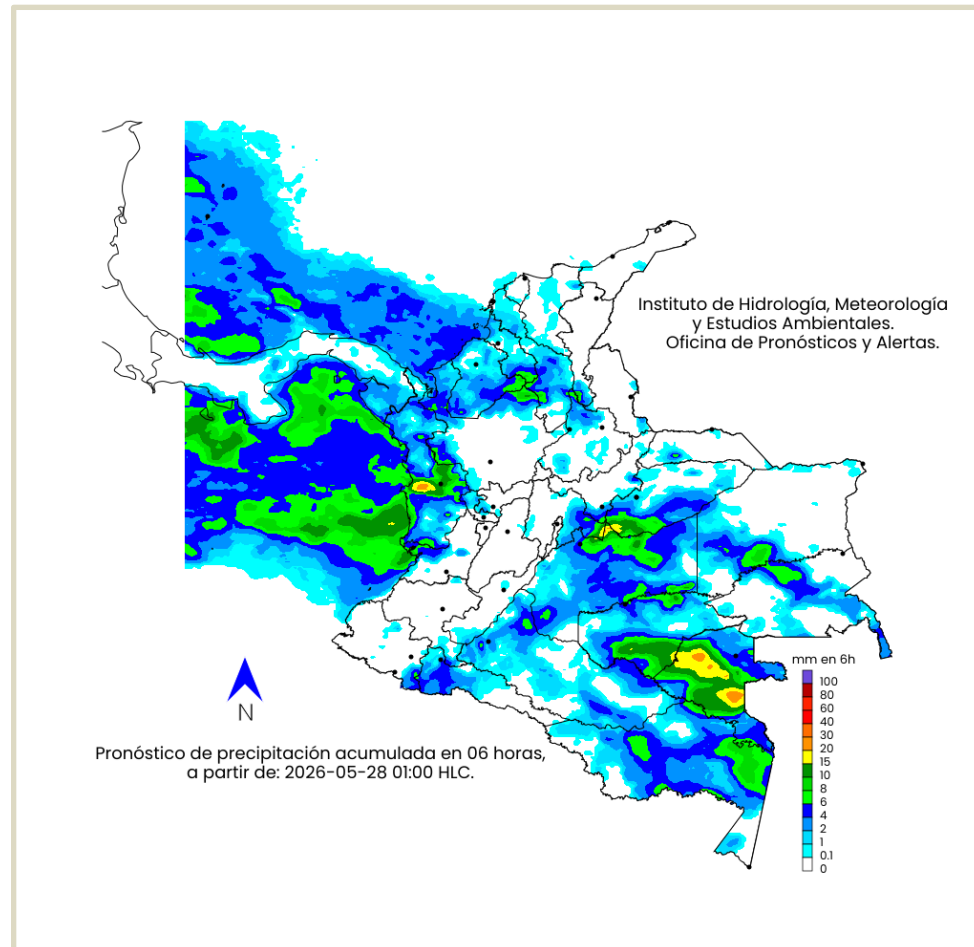 Instituto de Hidrología, Meteorología
y Estudios Ambientales.
Oficina de Pronósticos y Alertas.
mm en 6h
100
80
60
40
30
20
15
10
8
6
4
2
1
0.1
0
N
Pronóstico de precipitación acumulada en 06 horas,
a partir de: 2026-05-28 01:00 HLC.